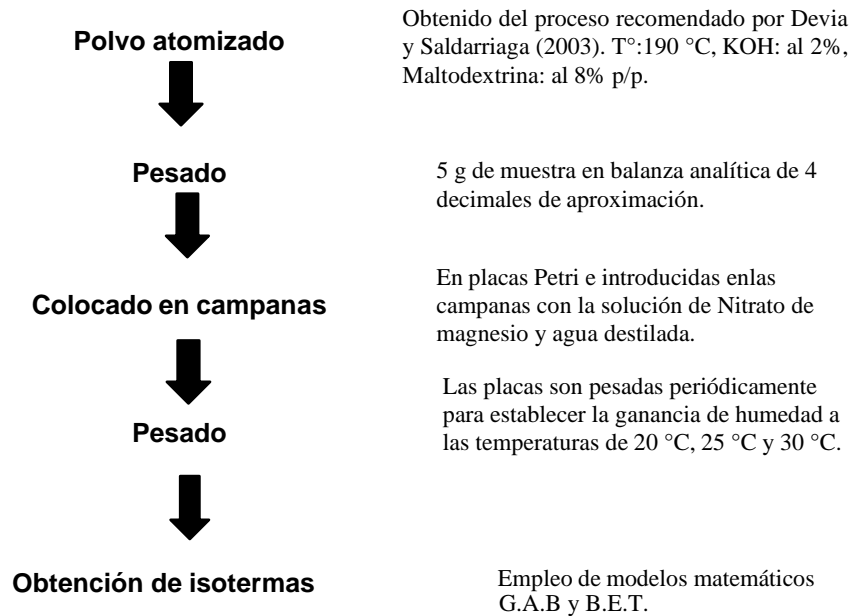 Polvo atomizado
Obtenido del proceso recomendado por Devia
y Saldarriaga (2003). T°:190 °C, KOH: al 2%,
Maltodextrina: al 8% p/p.
Pesado
5 g de muestra en balanza analítica de 4
decimales de aproximación.
Colocado en campanas
En placas Petri e introducidas enlas
campanas con la solución de Nitrato de
magnesio y agua destilada.
Pesado
Las placas son pesadas periódicamente
para establecer la ganancia de humedad a
las temperaturas de 20 °C, 25 °C y 30 °C.
Obtención de isotermas
Empleo de modelos matemáticos
G.A.B y B.E.T.